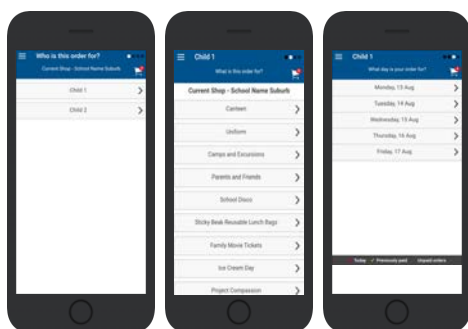 Who is this order for?
Current Shop - School Name Suburb
Child 1
Child 2
Child 1
What is this order for?
Current Shop - School Name Suburb
Canteen
Uniform
Camps and Excursions
Parents and Friends
School Disco
Sticky Beak Reusable Lunch Bags
Family Movie Tickets
Ice Cream Day
Project Compassion
Child 1
What day is your order for?
Monday, 13 Aug
Tuesday, 14 Aug
Wednesday, 15 Aug
Thursday, 16 Aug
Friday, 17 Aug
Today ✓ Previously paid Unpaid orders